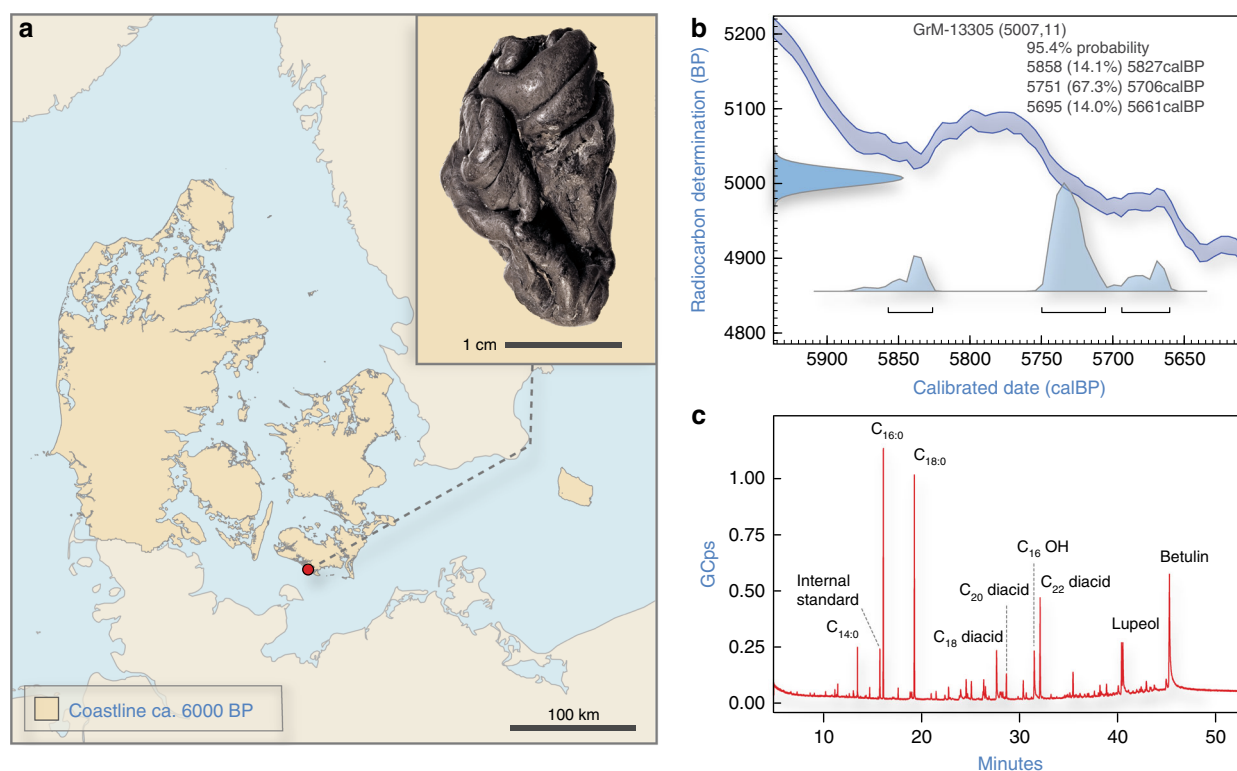 a
1 cm
Coastline ca. 6000 BP
100 km
b
GrM-13305 (5007,11)
95.4% probability
5858 (14.1%) 5827calBP
5751 (67.3%) 5706calBP
5695 (14.0%) 5661calBP
Radiocarbon determination (BP)
5200
5100
5000
4900
4800
5900 5850 5800 5750 5700 5650
Calibrated date (calBP)
c
GCps
1.00
0.75
0.50
0.25
0.00
C16:0
C18:0
Internal
standard
C14:0
C18 diacid
C20 diacid
C16 OH
C22 diacid
Lupeol
Betulin
10 20 30 40 50
Minutes